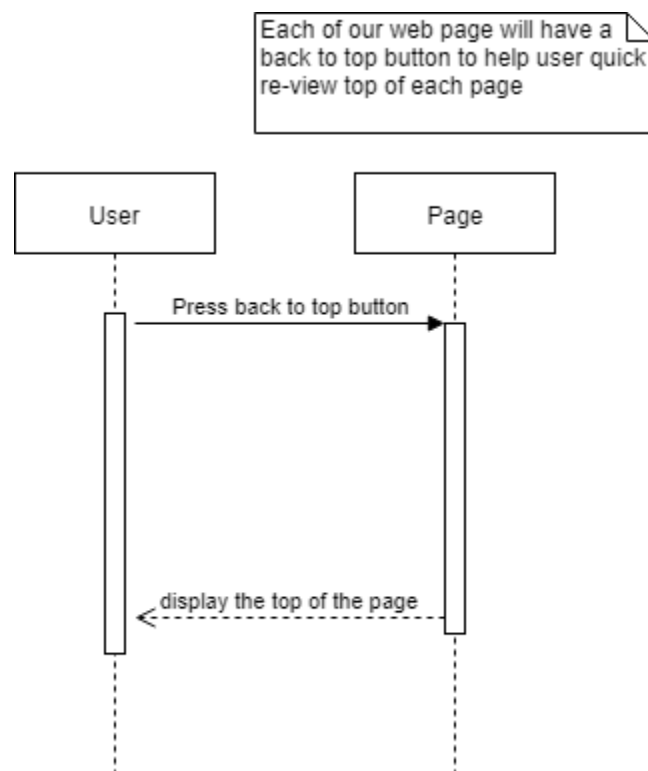 Each of our web page will have a
back to top button to help user quick
re-view top of each page
User
Page
Press back to top button
display the top of the page